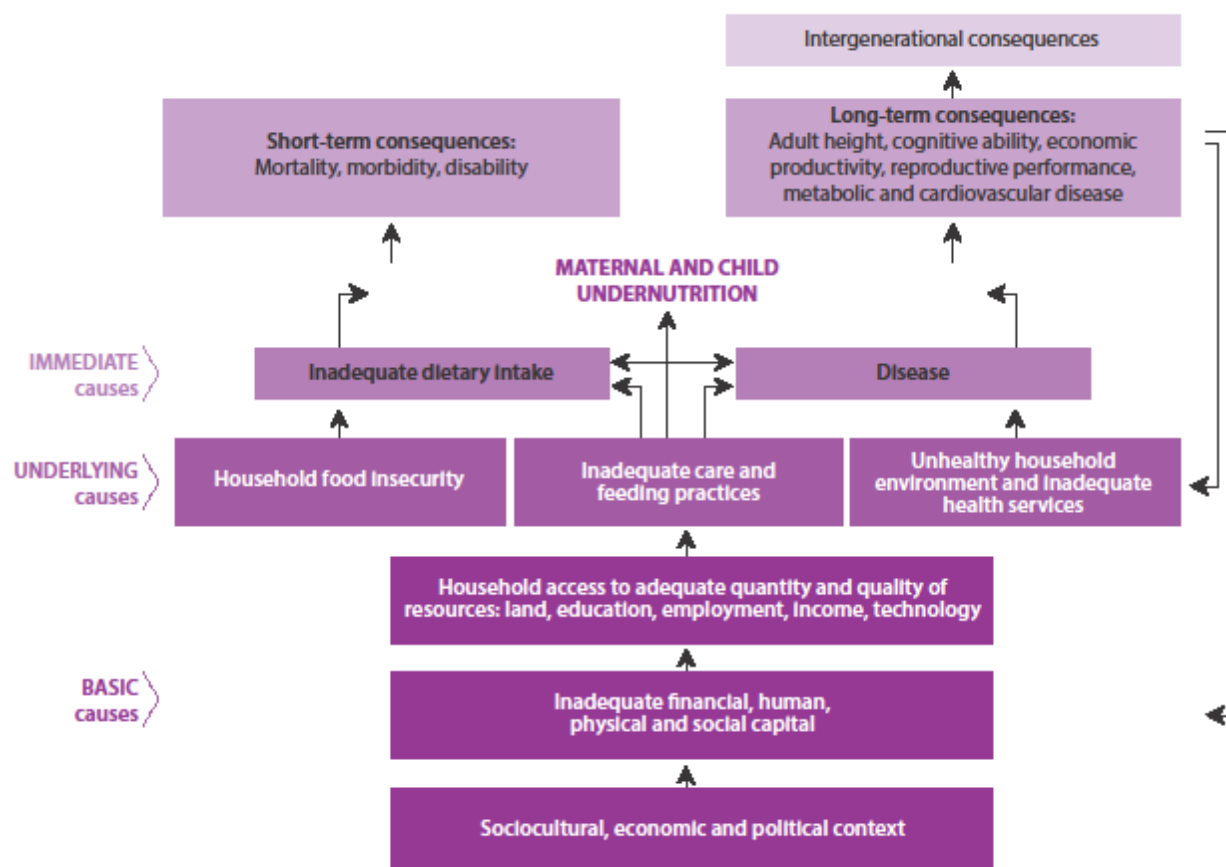 Intergenerational consequences
Short-term consequences:
Mortality, morbidity, disability
Long-term consequences:
Adult height, cognitive ability, economic
productivity, reproductive performance,
metabolic and cardiovascular disease
MATERNAL AND CHILD
UNDERNUTRITION
IMMEDIATE
causes
Inadequate dietary intake
Disease
UNDERLYING
causes
Household food insecurity
Inadequate care and
feeding practices
Unhealthy household
environment and inadequate
health services
Household access to adequate quantity and quality of
resources: land, education, employment, income, technology
BASIC
causes
Inadequate financial, human,
physical and social capital
Sociocultural, economic and political context